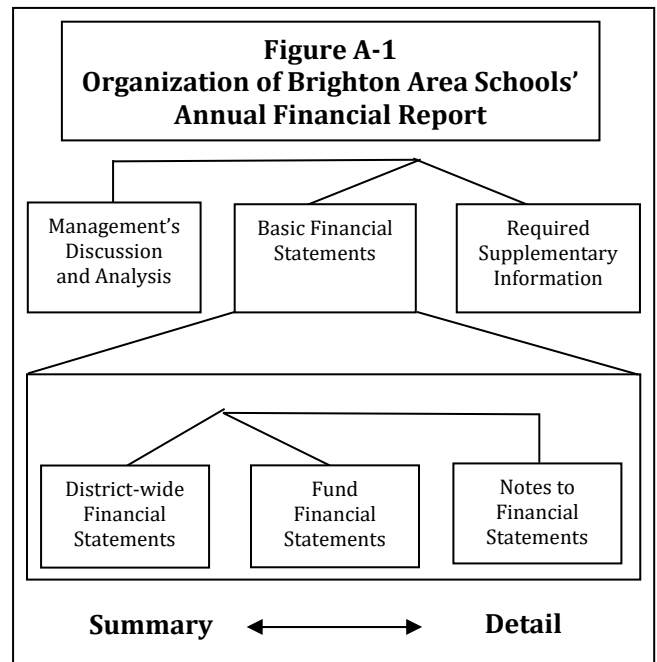 Figure A-1
Organization of Brighton Area Schools’
Annual Financial Report
Management’s
Discussion
and Analysis
Basic Financial
Statements
Required
Supplementary
Information
District-wide
Financial
Statements
Fund
Financial
Statements
Notes to
Financial
Statements
Summary
Detail